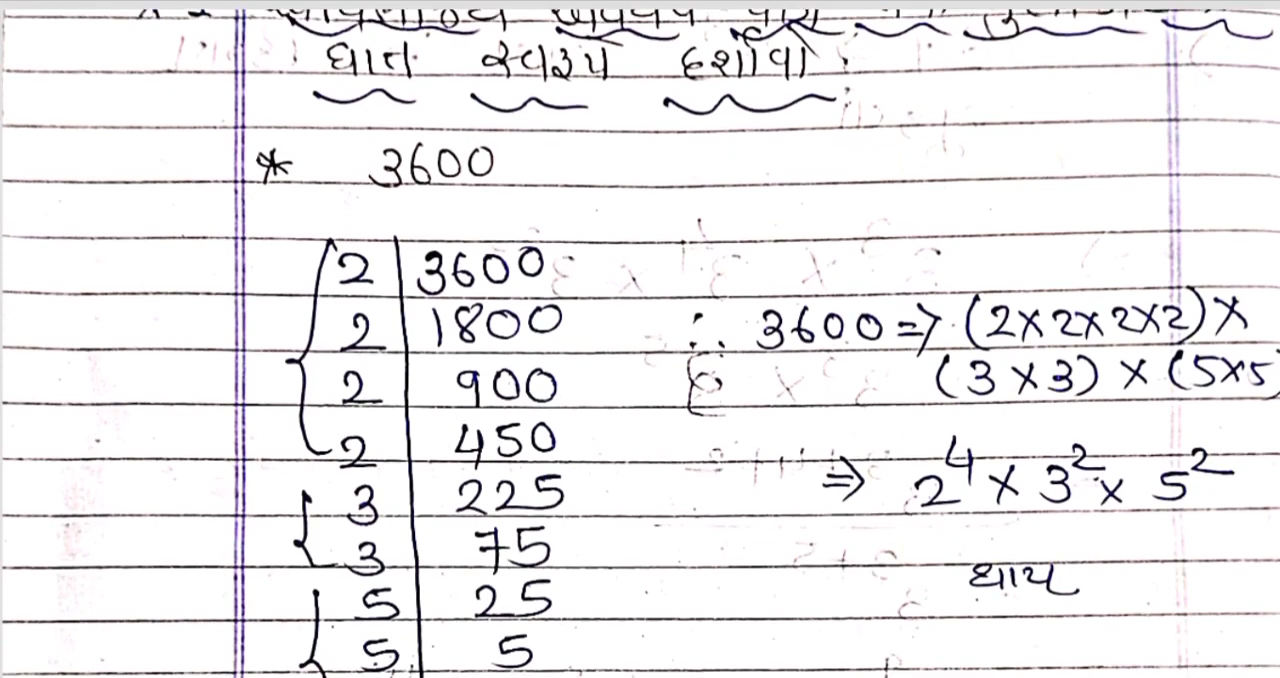 ઘાત સ્વરૂપે દર્શાવો:
* 3600
2 | 3600
2 | 1800
2 | 900
2 | 450
3 | 225
3 | 75
5 | 25
5 | 5
∴ 3600 ⇒ (2×2×2×2)×
(3×3)×(5×5)
⇒ 2⁴ × 3² × 5²
થાય